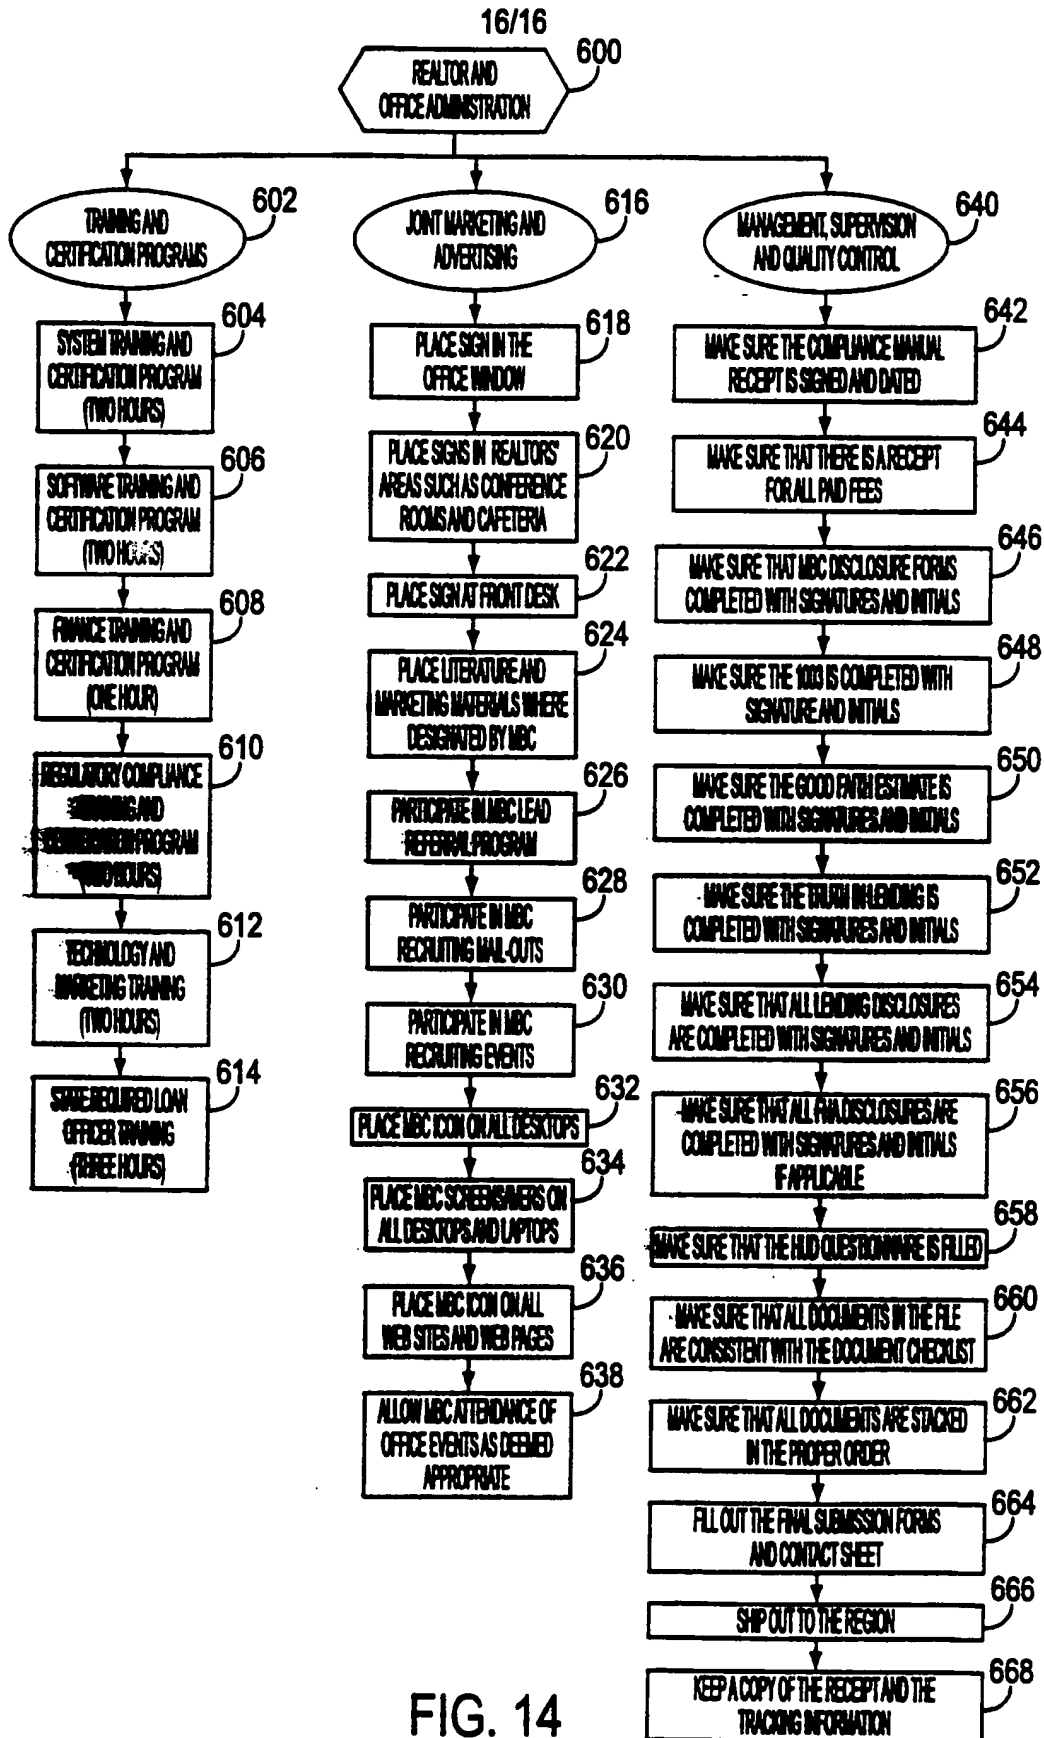 16/16
REALTOR AND
OFFICE ADMINISTRATION
600
TRAINING AND
CERTIFICATION PROGRAMS
602
SYSTEM TRAINING AND
CERTIFICATION PROGRAM
(TWO HOURS)
604
SOFTWARE TRAINING AND
CERTIFICATION PROGRAM
(TWO HOURS)
606
FINANCE TRAINING AND
CERTIFICATION PROGRAM
(ONE HOUR)
608
REGULATORY COMPLIANCE
TRAINING AND
CERTIFICATION PROGRAM
(TWO HOURS)
610
TECHNOLOGY AND
MARKETING TRAINING
(TWO HOURS)
612
STATE REQUIRED LOAN
OFFICER TRAINING
(THREE HOURS)
614
JOINT MARKETING AND
ADVERTISING
616
PLACE SIGN IN THE
OFFICE WINDOW
618
PLACE SIGNS IN REALTORS'
AREAS SUCH AS CONFERENCE
ROOMS AND CAFETERIA
620
PLACE SIGN AT FRONT DESK
622
PLACE LITERATURE AND
MARKETING MATERIALS WHERE
DESIGNATED BY MBC
624
PARTICIPATE IN MBC LEAD
REFERRAL PROGRAM
626
PARTICIPATE IN MBC
RECRUITING MAIL-OUTS
628
PARTICIPATE IN MBC
RECRUITING EVENTS
630
PLACE MBC ICON ON ALL DESKTOPS
632
PLACE MBC SCREENSAVERS ON
ALL DESKTOPS AND LAPTOPS
634
PLACE MBC ICON ON ALL
WEB SITES AND WEB PAGES
636
ALLOW MBC ATTENDANCE OF
OFFICE EVENTS AS DEEMED
APPROPRIATE
638
MANAGEMENT, SUPERVISION
AND QUALITY CONTROL
640
MAKE SURE THE COMPLIANCE MANUAL
RECEIPT IS SIGNED AND DATED
642
MAKE SURE THAT THERE IS A RECEIPT
FOR ALL PAID FEES
644
MAKE SURE THAT MBC DISCLOSURE FORMS
COMPLETED WITH SIGNATURES AND INITIALS
646
MAKE SURE THE 1003 IS COMPLETED WITH
SIGNATURE AND INITIALS
648
MAKE SURE THE GOOD FAITH ESTIMATE IS
COMPLETED WITH SIGNATURES AND INITIALS
650
MAKE SURE THE TRUTH IN LENDING IS
COMPLETED WITH SIGNATURES AND INITIALS
652
MAKE SURE THAT ALL LENDING DISCLOSURES
ARE COMPLETED WITH SIGNATURES AND INITIALS
654
MAKE SURE THAT ALL FHA DISCLOSURES ARE
COMPLETED WITH SIGNATURES AND INITIALS
IF APPLICABLE
656
MAKE SURE THAT THE HUD QUESTIONNAIRE IS FILLED
658
MAKE SURE THAT ALL DOCUMENTS IN THE FILE
ARE CONSISTENT WITH THE DOCUMENT CHECKLIST
660
MAKE SURE THAT ALL DOCUMENTS ARE STACKED
IN THE PROPER ORDER
662
FILL OUT THE FINAL SUBMISSION FORMS
AND CONTACT SHEET
664
SHIP OUT TO THE REGION
666
KEEP A COPY OF THE RECEIPT AND THE
TRACKING INFORMATION
668
FIG. 14